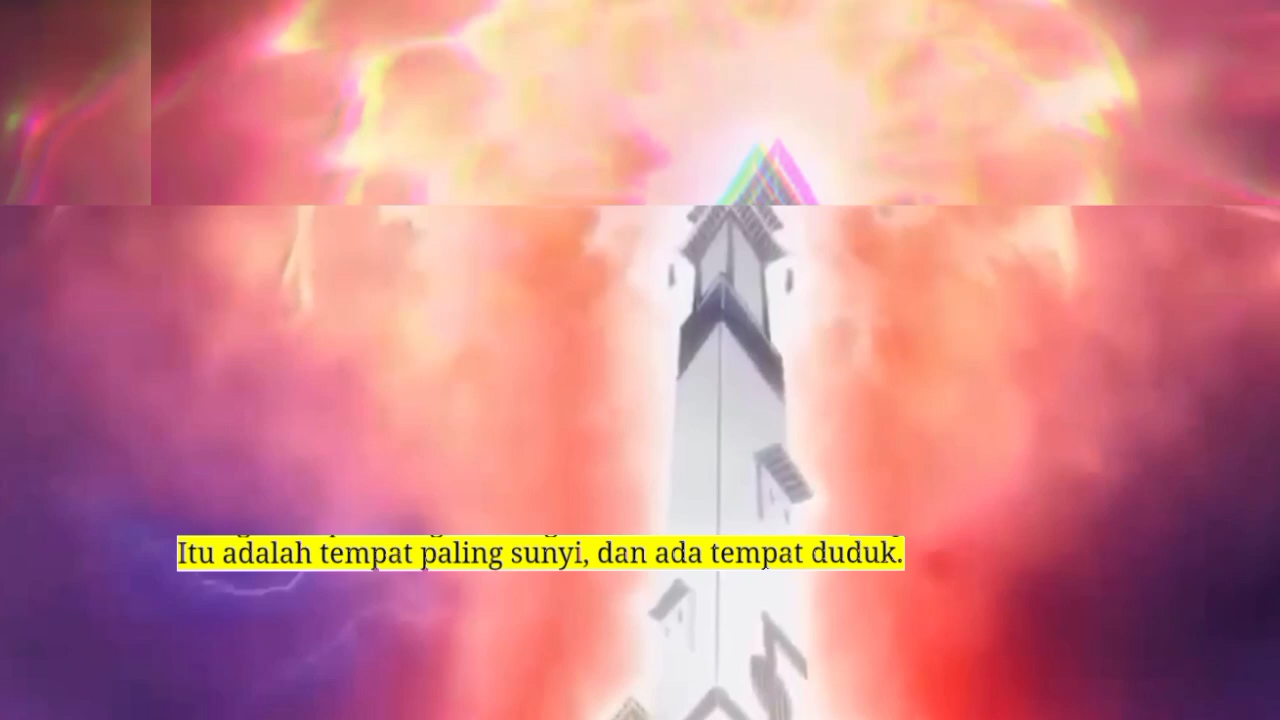 Itu adalah tempat paling sunyi, dan ada tempat duduk.